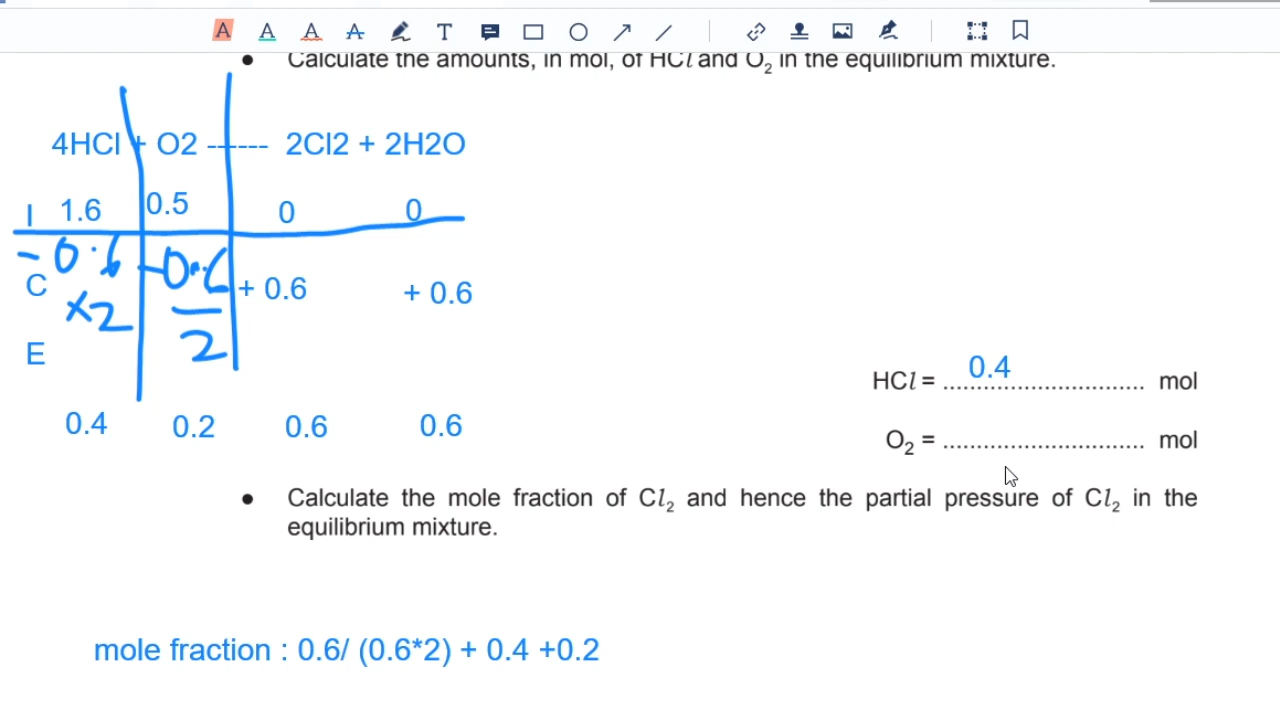 A A A A T
• Calculate the amounts, in mol, of HCl and O2 in the equilibrium mixture.
4HCl + O2 ------ 2Cl2 + 2H2O
I 1.6 0.5 0 0
-0.6 -0.6
C ×2 2 + 0.6 + 0.6
E
HCl = .............................. mol
0.4
0.4 0.2 0.6 0.6
O2 = .............................. mol
• Calculate the mole fraction of Cl2 and hence the partial pressure of Cl2 in the
equilibrium mixture.
mole fraction : 0.6/ (0.6*2) + 0.4 +0.2